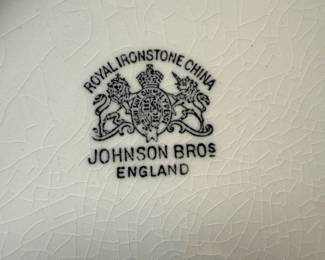 ROYAL IRONSTONE CHINA
JOHNSON BROS
ENGLAND